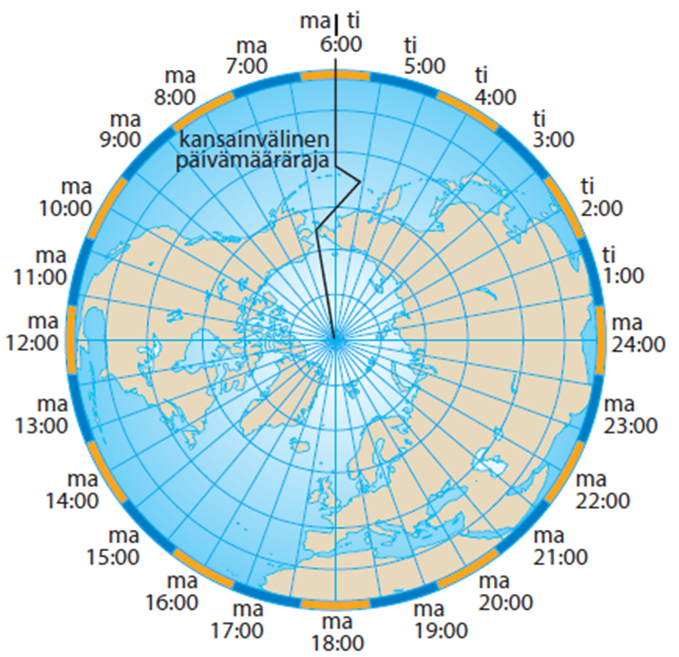 ma ti
6:00
ti
5:00
ti
4:00
ti
3:00
ti
2:00
ti
1:00
ma
24:00
ma
23:00
ma
22:00
ma
21:00
ma
20:00
ma
19:00
ma
18:00
ma
17:00
ma
16:00
ma
15:00
ma
14:00
ma
13:00
ma
12:00
ma
11:00
ma
10:00
ma
9:00
ma
8:00
ma
7:00
kansainvälinen
päivämääräraja